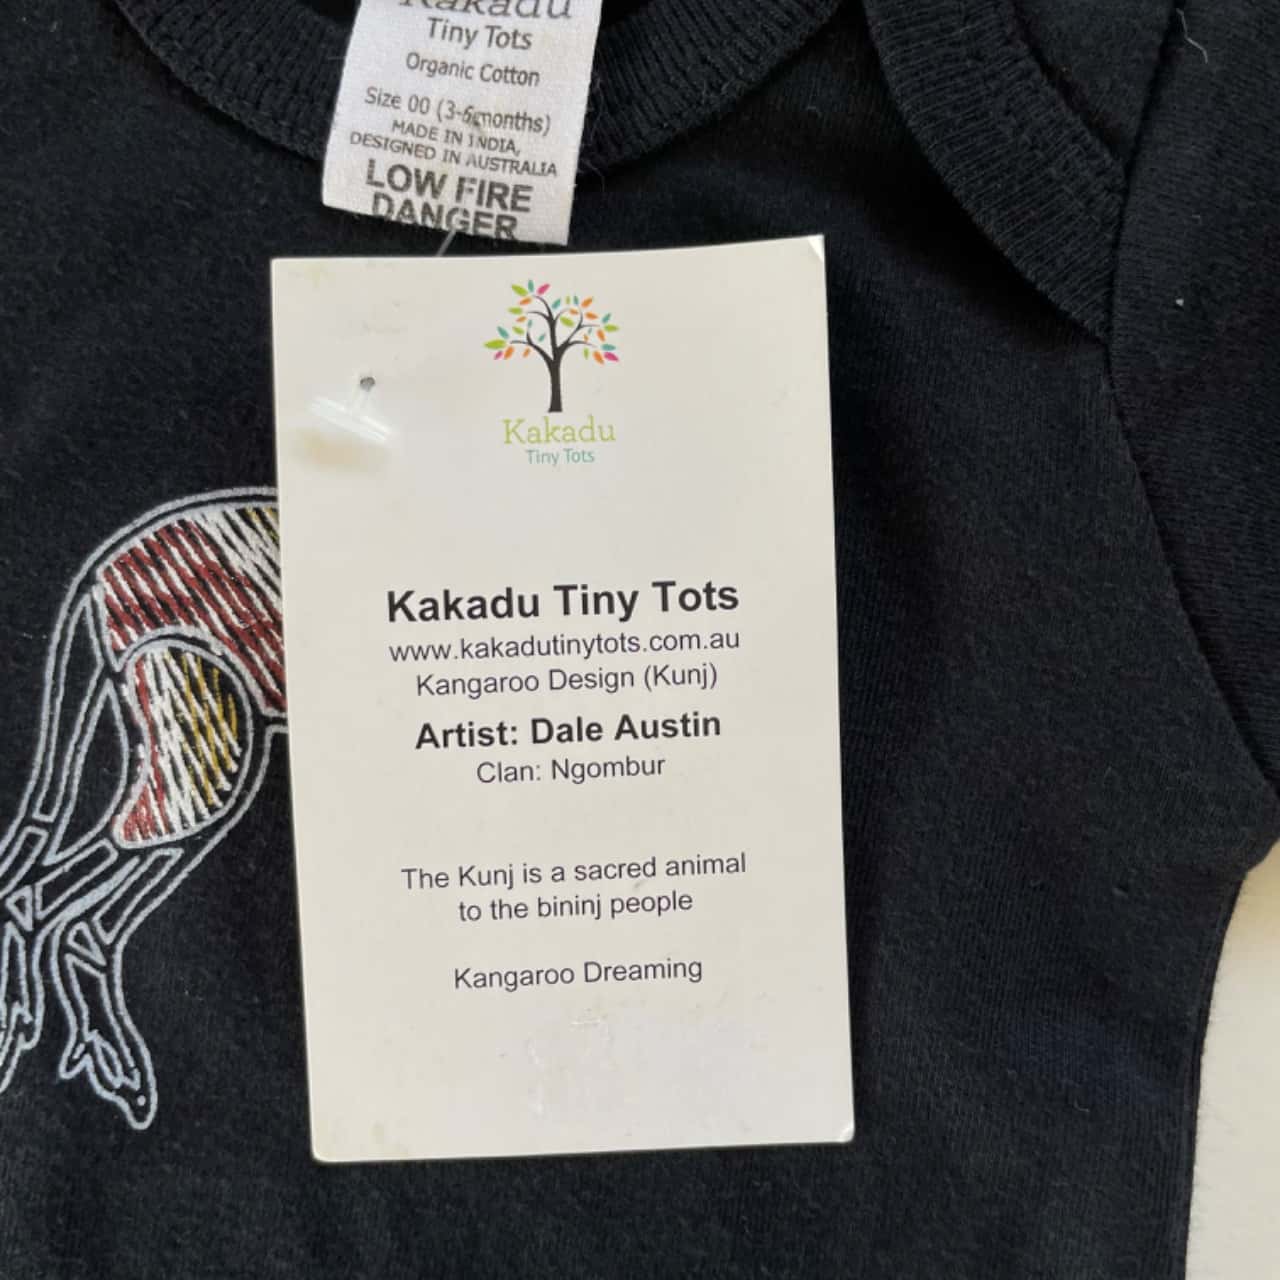 Kakadu
Tiny Tots
Organic Cotton
Size 00 (3-6months)
MADE IN INDIA,
DESIGNED IN AUSTRALIA
LOW FIRE
DANGER
Kakadu
Tiny Tots
Kakadu Tiny Tots
www.kakadutinytots.com.au
Kangaroo Design (Kunj)
Artist: Dale Austin
Clan: Ngombur
The Kunj is a sacred animal
to the bininj people
Kangaroo Dreaming